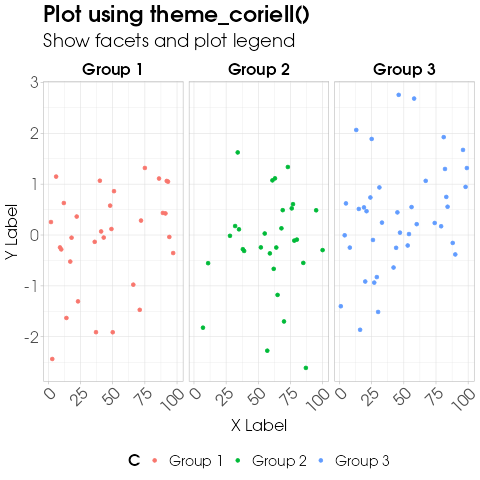 Plot using theme_coriell()
Show facets and plot legend
Group 1 Group 2 Group 3
3
2
1
0
-1
-2
Y Label
0 25 50 75 100 0 25 50 75 100 0 25 50 75 100
X Label
C Group 1 Group 2 Group 3